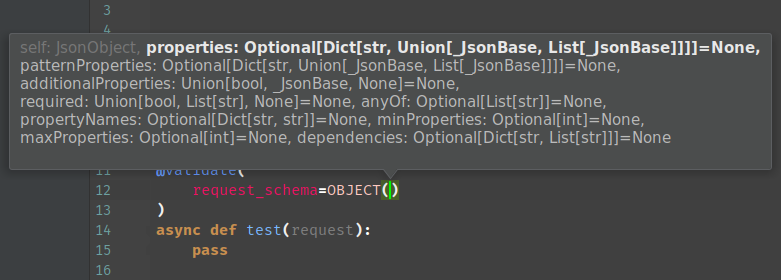 3
4
self: JsonObject, properties: Optional[Dict[str, Union[_JsonBase, List[_JsonBase]]]]=None,
patternProperties: Optional[Dict[str, Union[_JsonBase, List[_JsonBase]]]]=None,
additionalProperties: Union[bool, _JsonBase, None]=None,
required: Union[bool, List[str], None]=None, anyOf: Optional[List[str]]=None,
propertyNames: Optional[Dict[str, str]]=None, minProperties: Optional[int]=None,
maxProperties: Optional[int]=None, dependencies: Optional[Dict[str, List[str]]]=None
11 @validate(
12 request_schema=OBJECT()
13 )
14 async def test(request):
15 pass
16